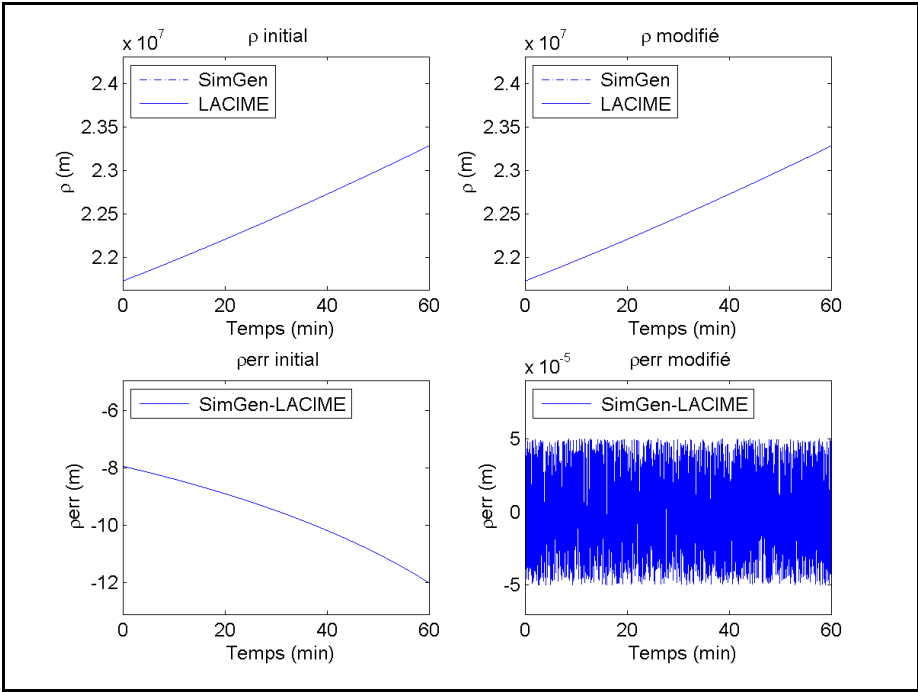 ρ initial
x 10^7
2.4
2.35
2.3
2.25
2.2
ρ (m)
SimGen
LACIME
0 20 40 60
Temps (min)
ρ modifié
x 10^7
2.4
2.35
2.3
2.25
2.2
ρ (m)
SimGen
LACIME
0 20 40 60
Temps (min)
ρerr initial
-6
-8
-10
-12
ρerr (m)
SimGen-LACIME
0 20 40 60
Temps (min)
ρerr modifié
x 10^-5
5
0
-5
ρerr (m)
SimGen-LACIME
0 20 40 60
Temps (min)